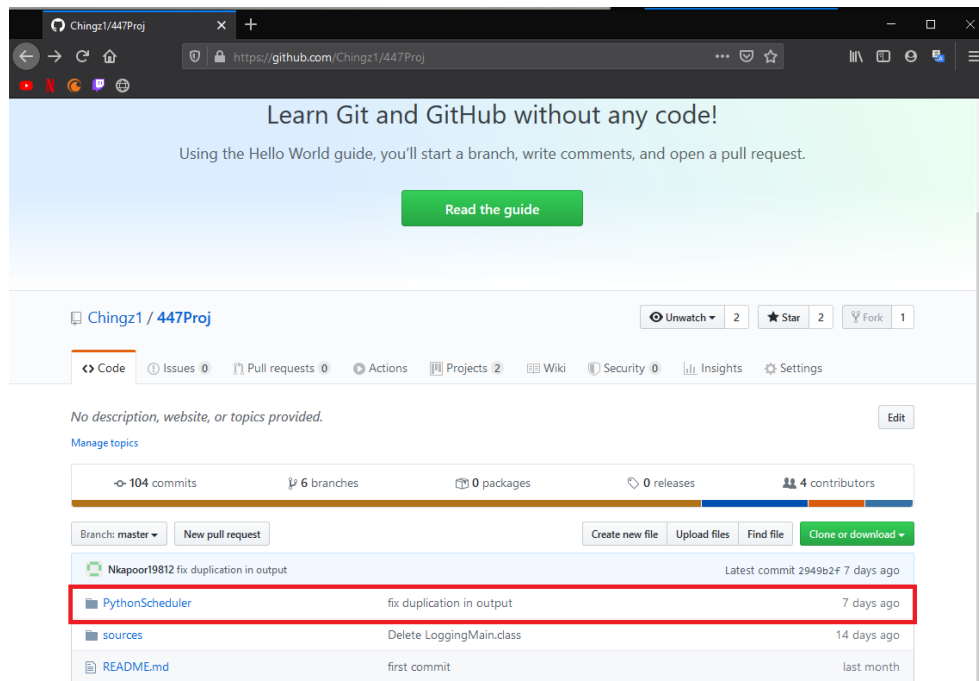 Chingz1/447Proj
https://github.com/Chingz1/447Proj
Learn Git and GitHub without any code!
Using the Hello World guide, you'll start a branch, write comments, and open a pull request.
Read the guide
Chingz1 / 447Proj
Unwatch 2 Star 2 Fork 1
Code Issues 0 Pull requests 0 Actions Projects 2 Wiki Security 0 Insights Settings
No description, website, or topics provided. Edit
Manage topics
104 commits 6 branches 0 packages 0 releases 4 contributors
Branch: master New pull request Create new file Upload files Find file Clone or download
Nkapoor19812 fix duplication in output Latest commit 2949b2f 7 days ago
PythonScheduler fix duplication in output 7 days ago
sources Delete LoggingMain.class 14 days ago
README.md first commit last month